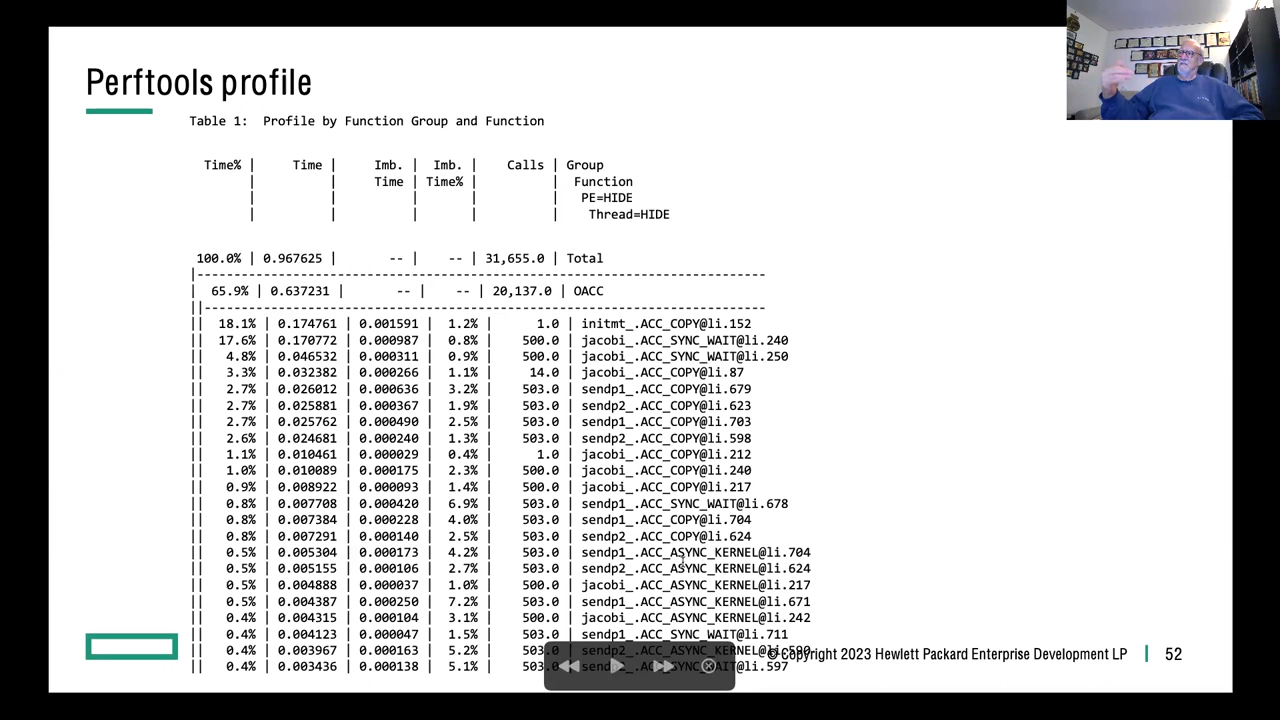 Perftools profile
Table 1: Profile by Function Group and Function
Time% | Time | Imb. | Imb. | Calls | Group
| | Time | Time% | | Function
| | | | | PE=HIDE
| | | | | Thread=HIDE
100.0% | 0.967625 | -- | -- | 31,655.0 | Total
|---------------------------------------------------------------------------
| 65.9% | 0.637231 | -- | -- | 20,137.0 | OACC
||--------------------------------------------------------------------------
|| 18.1% | 0.174761 | 0.001591 | 1.2% | 1.0 | initmt_.ACC_COPY@li.152
|| 17.6% | 0.170772 | 0.000987 | 0.8% | 500.0 | jacobi_.ACC_SYNC_WAIT@li.240
|| 4.8% | 0.046532 | 0.000311 | 0.9% | 500.0 | jacobi_.ACC_SYNC_WAIT@li.250
|| 3.3% | 0.032382 | 0.000266 | 1.1% | 14.0 | jacobi_.ACC_COPY@li.87
|| 2.7% | 0.026012 | 0.000636 | 3.2% | 503.0 | sendp1_.ACC_COPY@li.679
|| 2.7% | 0.025881 | 0.000367 | 1.9% | 503.0 | sendp2_.ACC_COPY@li.623
|| 2.7% | 0.025762 | 0.000490 | 2.5% | 503.0 | sendp1_.ACC_COPY@li.703
|| 2.6% | 0.024681 | 0.000240 | 1.3% | 503.0 | sendp2_.ACC_COPY@li.598
|| 1.1% | 0.010461 | 0.000029 | 0.4% | 1.0 | jacobi_.ACC_COPY@li.212
|| 1.0% | 0.010089 | 0.000175 | 2.3% | 500.0 | jacobi_.ACC_COPY@li.240
|| 0.9% | 0.008922 | 0.000093 | 1.4% | 500.0 | jacobi_.ACC_COPY@li.217
|| 0.8% | 0.007708 | 0.000420 | 6.9% | 503.0 | sendp1_.ACC_SYNC_WAIT@li.678
|| 0.8% | 0.007384 | 0.000228 | 4.0% | 503.0 | sendp1_.ACC_COPY@li.704
|| 0.8% | 0.007291 | 0.000140 | 2.5% | 503.0 | sendp2_.ACC_COPY@li.624
|| 0.5% | 0.005304 | 0.000173 | 4.2% | 503.0 | sendp1_.ACC_ASYNC_KERNEL@li.704
|| 0.5% | 0.005155 | 0.000106 | 2.7% | 503.0 | sendp2_.ACC_ASYNC_KERNEL@li.624
|| 0.5% | 0.004888 | 0.000037 | 1.0% | 500.0 | jacobi_.ACC_ASYNC_KERNEL@li.217
|| 0.5% | 0.004387 | 0.000250 | 7.2% | 503.0 | sendp1_.ACC_ASYNC_KERNEL@li.671
|| 0.4% | 0.004315 | 0.000104 | 3.1% | 500.0 | jacobi_.ACC_ASYNC_KERNEL@li.242
|| 0.4% | 0.004123 | 0.000047 | 1.5% | 503.0 | sendp1_.ACC_SYNC_WAIT@li.711
|| 0.4% | 0.003967 | 0.000163 | 5.2% | 503.0 | sendp2_.ACC_ASYNC_KERNEL
|| 0.4% | 0.003436 | 0.000138 | 5.1% | 503.0 | sendp2_.ACC_SYNC_WAIT@li.597
© Copyright 2023 Hewlett Packard Enterprise Development LP | 52